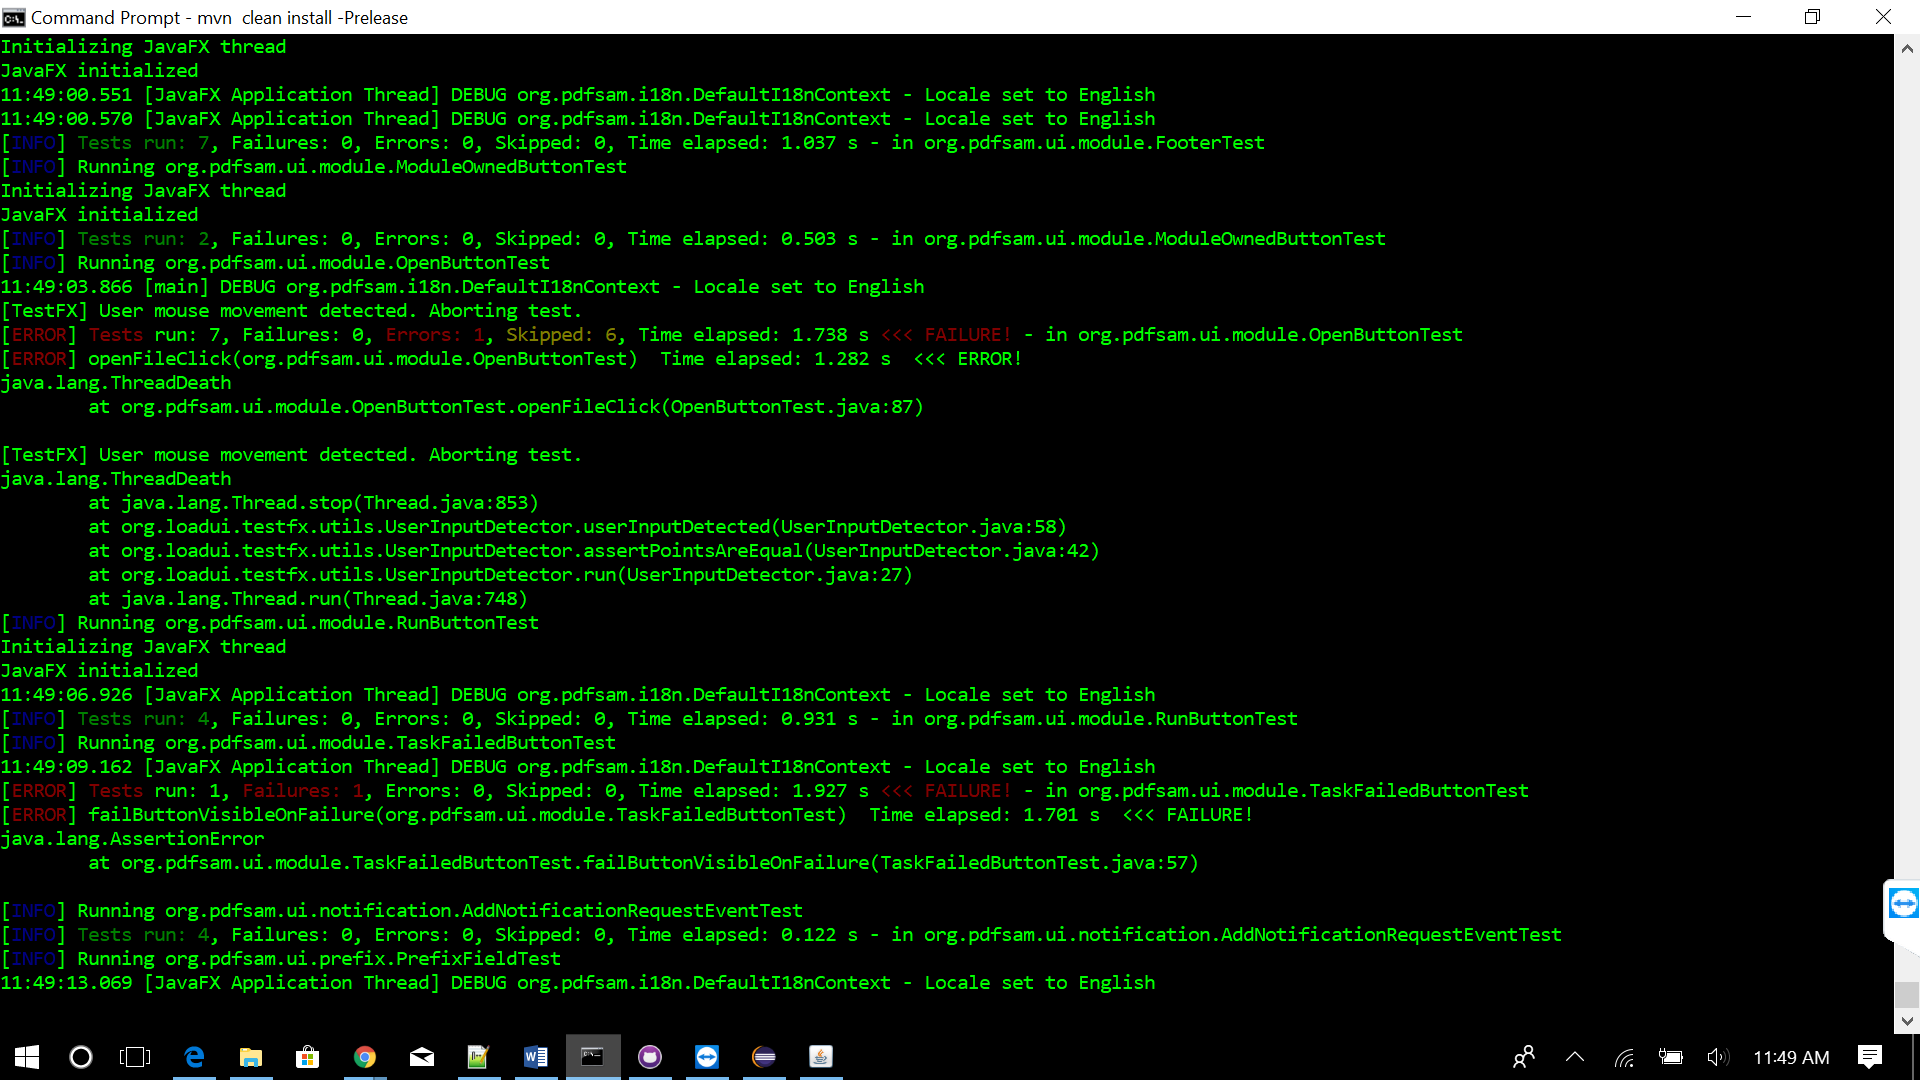 Command Prompt - mvn  clean install -Prelease
Initializing JavaFX thread
JavaFX initialized
11:49:00.551 [JavaFX Application Thread] DEBUG org.pdfsam.i18n.DefaultI18nContext - Locale set to English
11:49:00.570 [JavaFX Application Thread] DEBUG org.pdfsam.i18n.DefaultI18nContext - Locale set to English
[INFO] Tests run: 7, Failures: 0, Errors: 0, Skipped: 0, Time elapsed: 1.037 s - in org.pdfsam.ui.module.FooterTest
[INFO] Running org.pdfsam.ui.module.ModuleOwnedButtonTest
Initializing JavaFX thread
JavaFX initialized
[INFO] Tests run: 2, Failures: 0, Errors: 0, Skipped: 0, Time elapsed: 0.503 s - in org.pdfsam.ui.module.ModuleOwnedButtonTest
[INFO] Running org.pdfsam.ui.module.OpenButtonTest
11:49:03.866 [main] DEBUG org.pdfsam.i18n.DefaultI18nContext - Locale set to English
[TestFX] User mouse movement detected. Aborting test.
[ERROR] Tests run: 7, Failures: 0, Errors: 1, Skipped: 6, Time elapsed: 1.738 s <<< FAILURE! - in org.pdfsam.ui.module.OpenButtonTest
[ERROR] openFileClick(org.pdfsam.ui.module.OpenButtonTest)  Time elapsed: 1.282 s  <<< ERROR!
java.lang.ThreadDeath
        at org.pdfsam.ui.module.OpenButtonTest.openFileClick(OpenButtonTest.java:87)
[TestFX] User mouse movement detected. Aborting test.
java.lang.ThreadDeath
        at java.lang.Thread.stop(Thread.java:853)
        at org.loadui.testfx.utils.UserInputDetector.userInputDetected(UserInputDetector.java:58)
        at org.loadui.testfx.utils.UserInputDetector.assertPointsAreEqual(UserInputDetector.java:42)
        at org.loadui.testfx.utils.UserInputDetector.run(UserInputDetector.java:27)
        at java.lang.Thread.run(Thread.java:748)
[INFO] Running org.pdfsam.ui.module.RunButtonTest
Initializing JavaFX thread
JavaFX initialized
11:49:06.926 [JavaFX Application Thread] DEBUG org.pdfsam.i18n.DefaultI18nContext - Locale set to English
[INFO] Tests run: 4, Failures: 0, Errors: 0, Skipped: 0, Time elapsed: 0.931 s - in org.pdfsam.ui.module.RunButtonTest
[INFO] Running org.pdfsam.ui.module.TaskFailedButtonTest
11:49:09.162 [JavaFX Application Thread] DEBUG org.pdfsam.i18n.DefaultI18nContext - Locale set to English
[ERROR] Tests run: 1, Failures: 1, Errors: 0, Skipped: 0, Time elapsed: 1.927 s <<< FAILURE! - in org.pdfsam.ui.module.TaskFailedButtonTest
[ERROR] failButtonVisibleOnFailure(org.pdfsam.ui.module.TaskFailedButtonTest)  Time elapsed: 1.701 s  <<< FAILURE!
java.lang.AssertionError
        at org.pdfsam.ui.module.TaskFailedButtonTest.failButtonVisibleOnFailure(TaskFailedButtonTest.java:57)
[INFO] Running org.pdfsam.ui.notification.AddNotificationRequestEventTest
[INFO] Tests run: 4, Failures: 0, Errors: 0, Skipped: 0, Time elapsed: 0.122 s - in org.pdfsam.ui.notification.AddNotificationRequestEventTest
[INFO] Running org.pdfsam.ui.prefix.PrefixFieldTest
11:49:13.069 [JavaFX Application Thread] DEBUG org.pdfsam.i18n.DefaultI18nContext - Locale set to English
11:49 AM